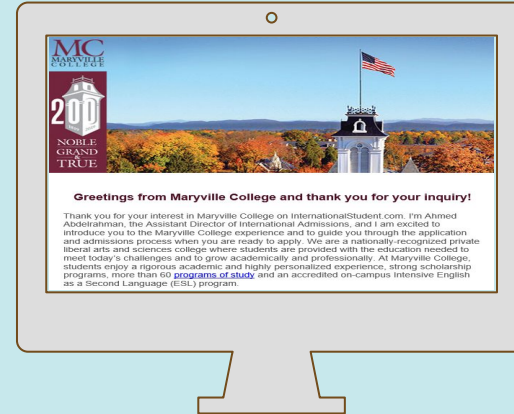 MC
MARYVILLE
COLLEGE
200
NOBLE
GRAND
&
TRUE
Greetings from Maryville College and thank you for your inquiry!
Thank you for your interest in Maryville College on InternationalStudent.com. I'm Ahmed
Abdelrahman, the Assistant Director of International Admissions, and I am excited to
introduce you to the Maryville College experience and to guide you through the application
and admissions process when you are ready to apply. We are a nationally-recognized private
liberal arts and sciences college where students are provided with the education needed to
meet today's challenges and to grow academically and professionally. At Maryville College,
students enjoy a rigorous academic and highly personalized experience, strong scholarship
programs, more than 60 programs of study and an accredited on-campus Intensive English
as a Second Language (ESL) program.